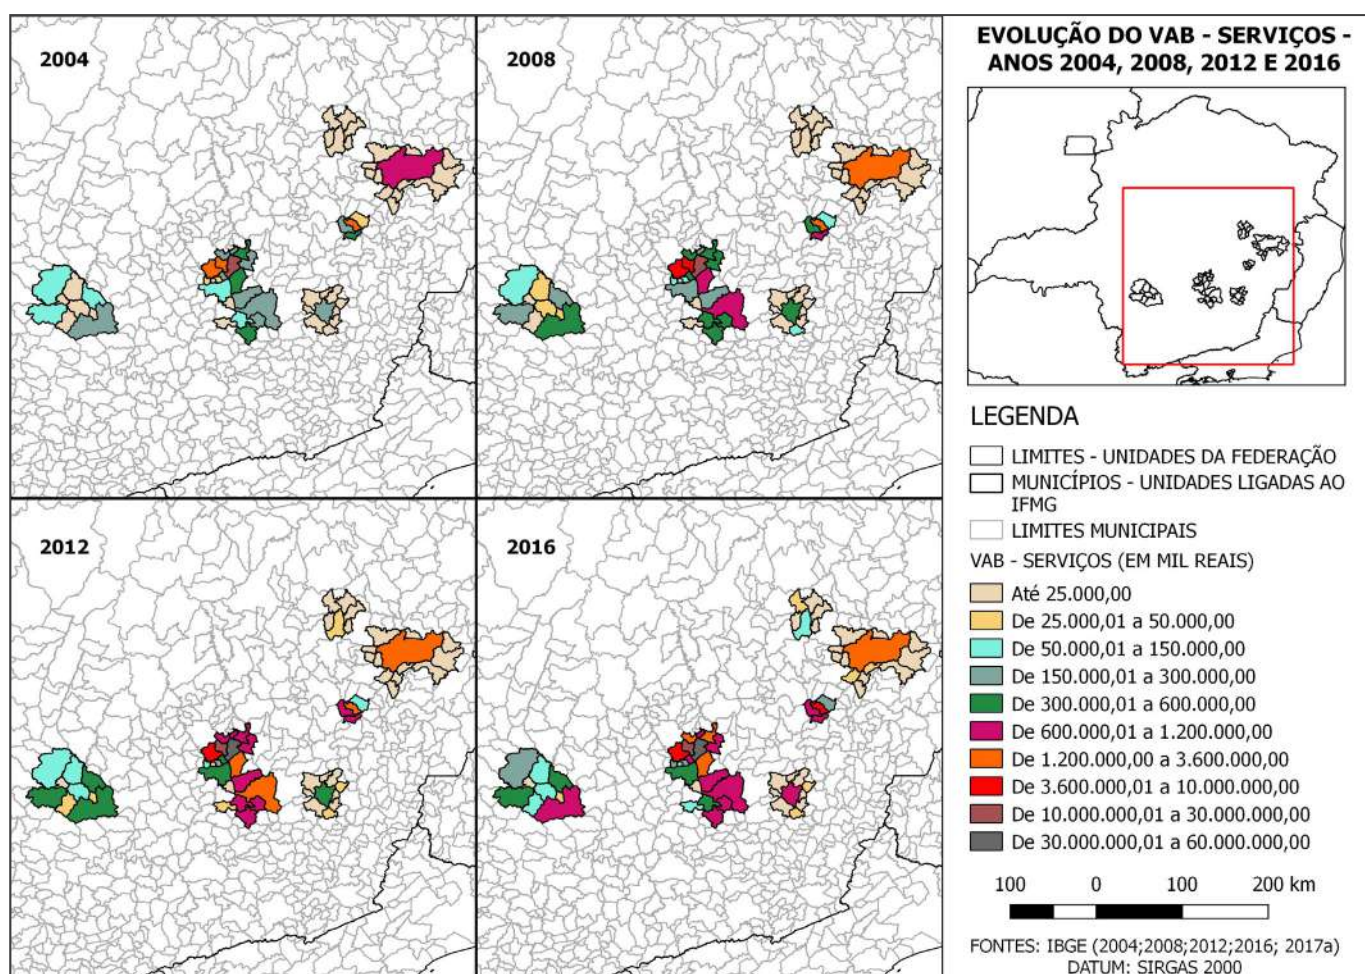 2004
2008
2012
2016
EVOLUÇÃO DO VAB - SERVIÇOS -
ANOS 2004, 2008, 2012 E 2016
LEGENDA
LIMITES - UNIDADES DA FEDERAÇÃO
MUNICÍPIOS - UNIDADES LIGADAS AO
IFMG
LIMITES MUNICIPAIS
VAB - SERVIÇOS (EM MIL REAIS)
Até 25.000,00
De 25.000,01 a 50.000,00
De 50.000,01 a 150.000,00
De 150.000,01 a 300.000,00
De 300.000,01 a 600.000,00
De 600.000,01 a 1.200.000,00
De 1.200.000,00 a 3.600.000,00
De 3.600.000,01 a 10.000.000,00
De 10.000.000,01 a 30.000.000,00
De 30.000.000,01 a 60.000.000,00
100 0 100 200 km
FONTES: IBGE (2004;2008;2012;2016; 2017a)
DATUM: SIRGAS 2000